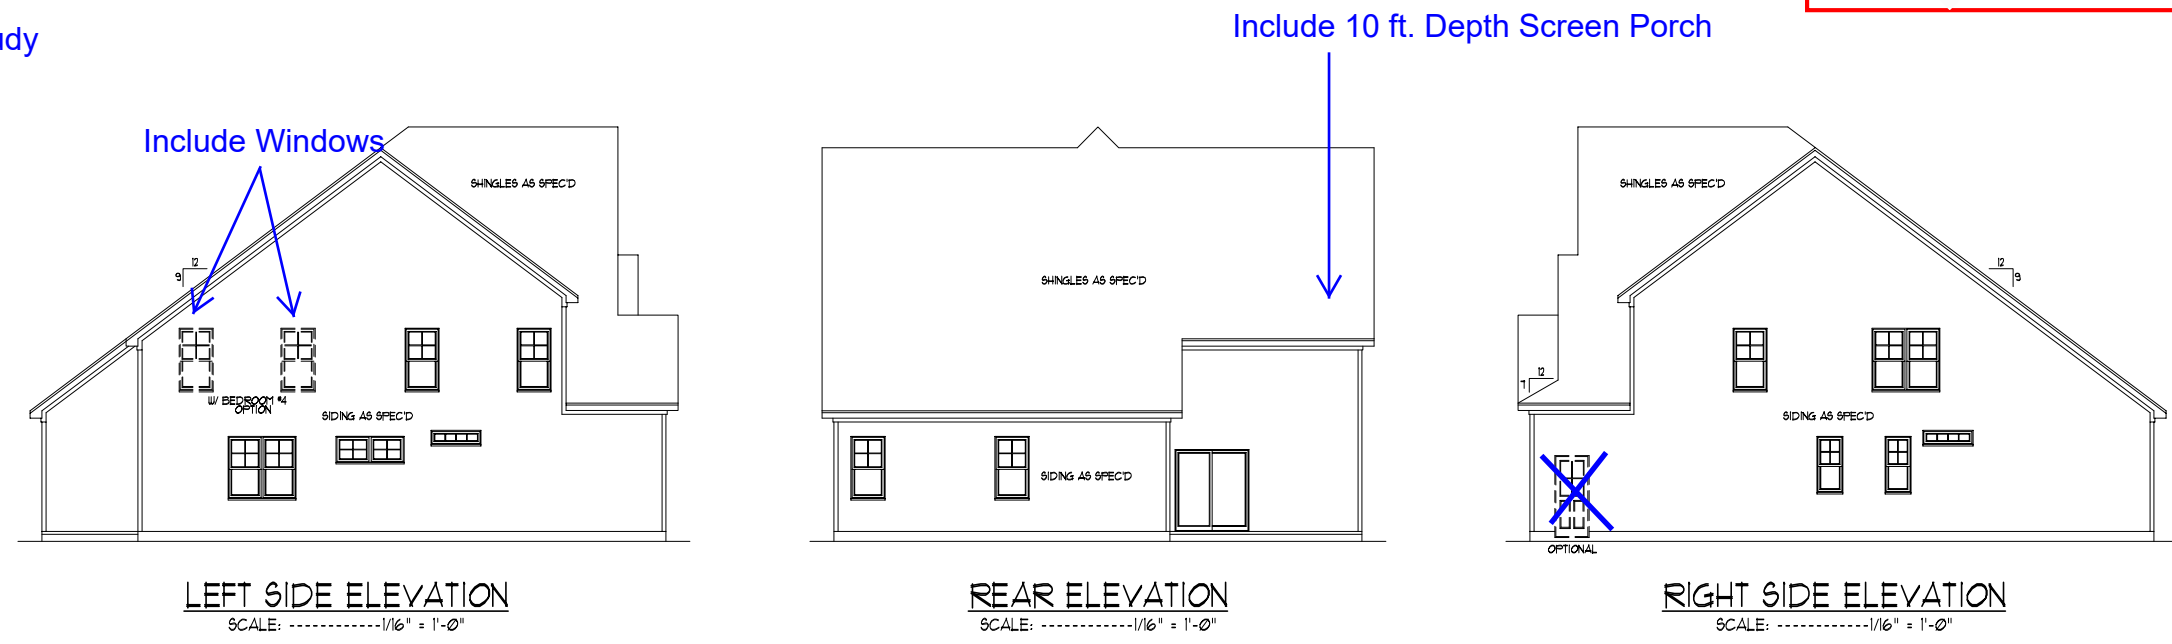 Include 10 ft. Depth Screen Porch
Include Windows
SHINGLES AS SPEC'D
12
9
W/ BEDROOM #4
OPTION
SIDING AS SPEC'D
LEFT SIDE ELEVATION
SCALE: ------------1/16" = 1'-0"
SHINGLES AS SPEC'D
SIDING AS SPEC'D
REAR ELEVATION
SCALE: ------------1/16" = 1'-0"
SHINGLES AS SPEC'D
12
9
12
7
SIDING AS SPEC'D
OPTIONAL
RIGHT SIDE ELEVATION
SCALE: ------------1/16" = 1'-0"